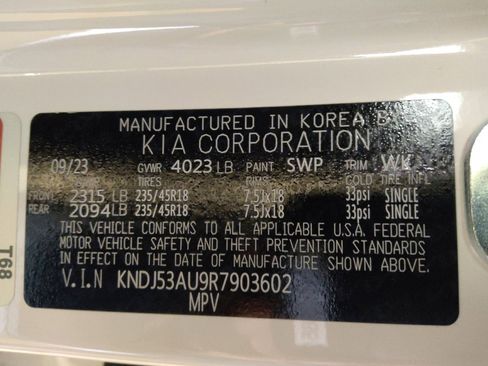 MANUFACTURED IN KOREA BY
KIA CORPORATION
09/23 GVWR 4023 LB PAINT SWP TRIM WK
TIRES RIMS COLD TIRE INFL
FRONT 2315 LB 235/45R18 7.5Jx18 33psi SINGLE
REAR 2094 LB 235/45R18 7.5Jx18 33psi SINGLE
THIS VEHICLE CONFORMS TO ALL APPLICABLE U.S.A. FEDERAL
MOTOR VEHICLE SAFETY AND THEFT PREVENTION STANDARDS
IN EFFECT ON THE DATE OF MANUFACTURE SHOWN ABOVE.
V.I.N KNDJ53AU9R7903602
MPV
T68